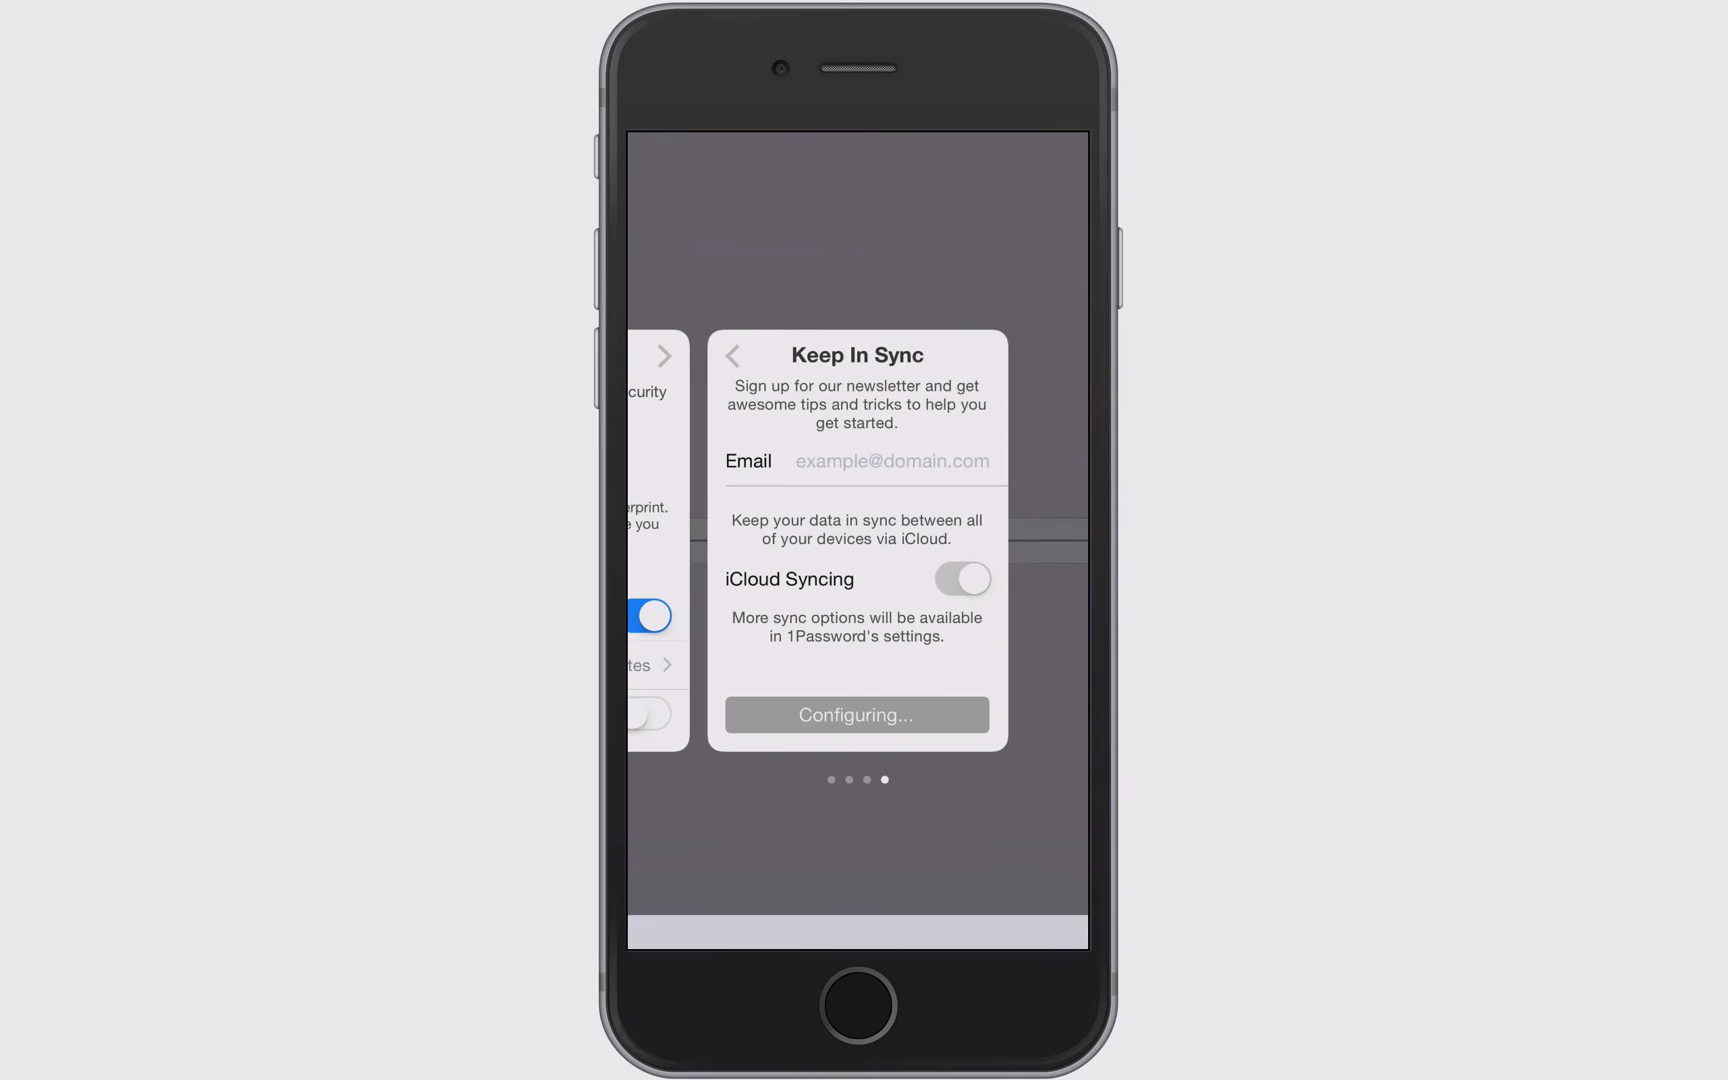 Keep In Sync
Sign up for our newsletter and get
awesome tips and tricks to help you
get started.
Email example@domain.com
Keep your data in sync between all
of your devices via iCloud.
iCloud Syncing
More sync options will be available
in 1Password's settings.
Configuring...
curity
erprint.
e you
tes